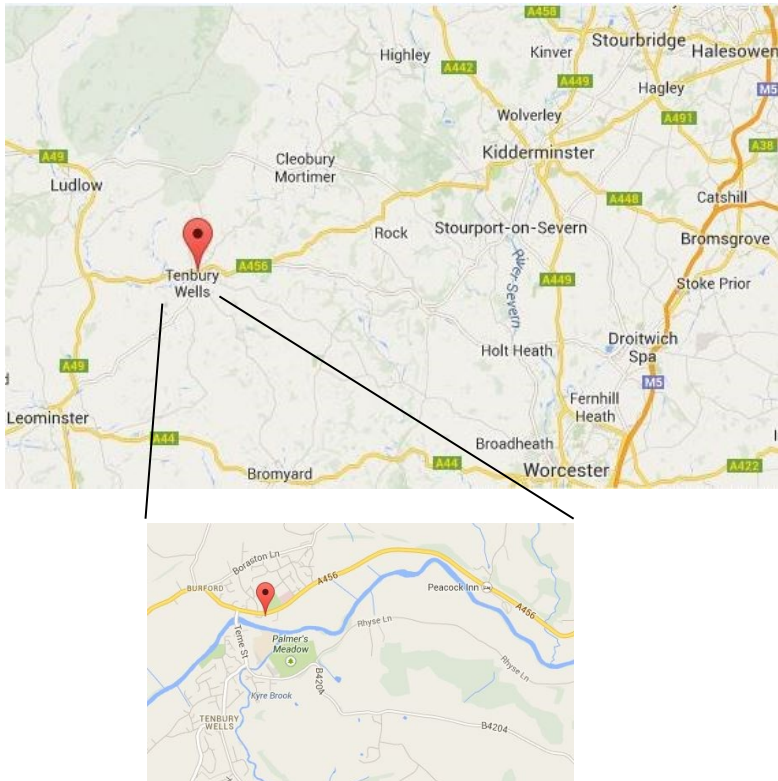 A458
Highley
Kinver
Stourbridge
Halesowen
A442
A449
Hagley
M5
Wolverley
A491
A38
Kidderminster
A49
Cleobury
Mortimer
Ludlow
A448
Catshill
Rock
Stourport-on-Severn
Bromsgrove
A456
Tenbury
Wells
A449
River Severn
Stoke Prior
Holt Heath
Droitwich
Spa
A49
M5
Leominster
Fernhill
Heath
A44
Broadheath
Bromyard
A44
Worcester
A422
Boraston Ln
BURFORD
A456
Peacock Inn
A456
Teme St
Rhyse Ln
Palmer's
Meadow
Rhyse Ln
B4204
Kyre Brook
TENBURY
WELLS
B4204